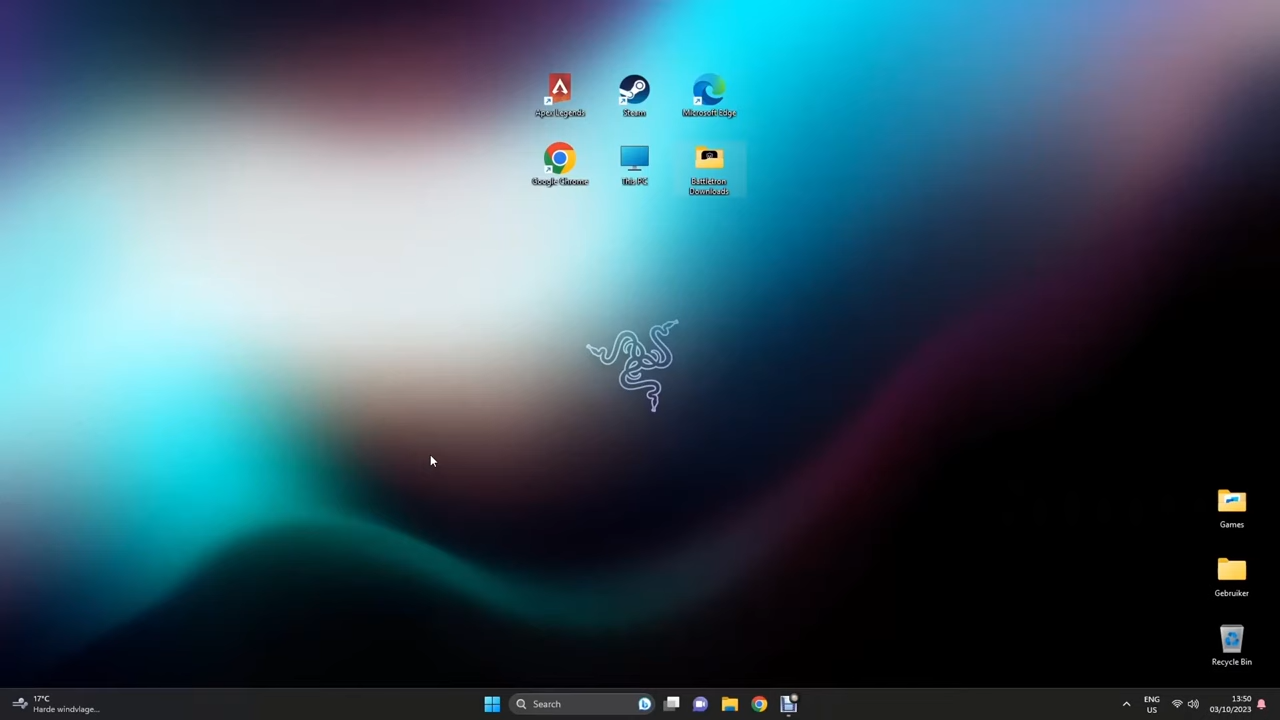 Apex Legends
Steam
Microsoft Edge
Google Chrome
This PC
Battletron
Downloads
Games
Gebruiker
Recycle Bin
17°C
Harde windvlage...
Search
ENG
US
13:50
03/10/2023